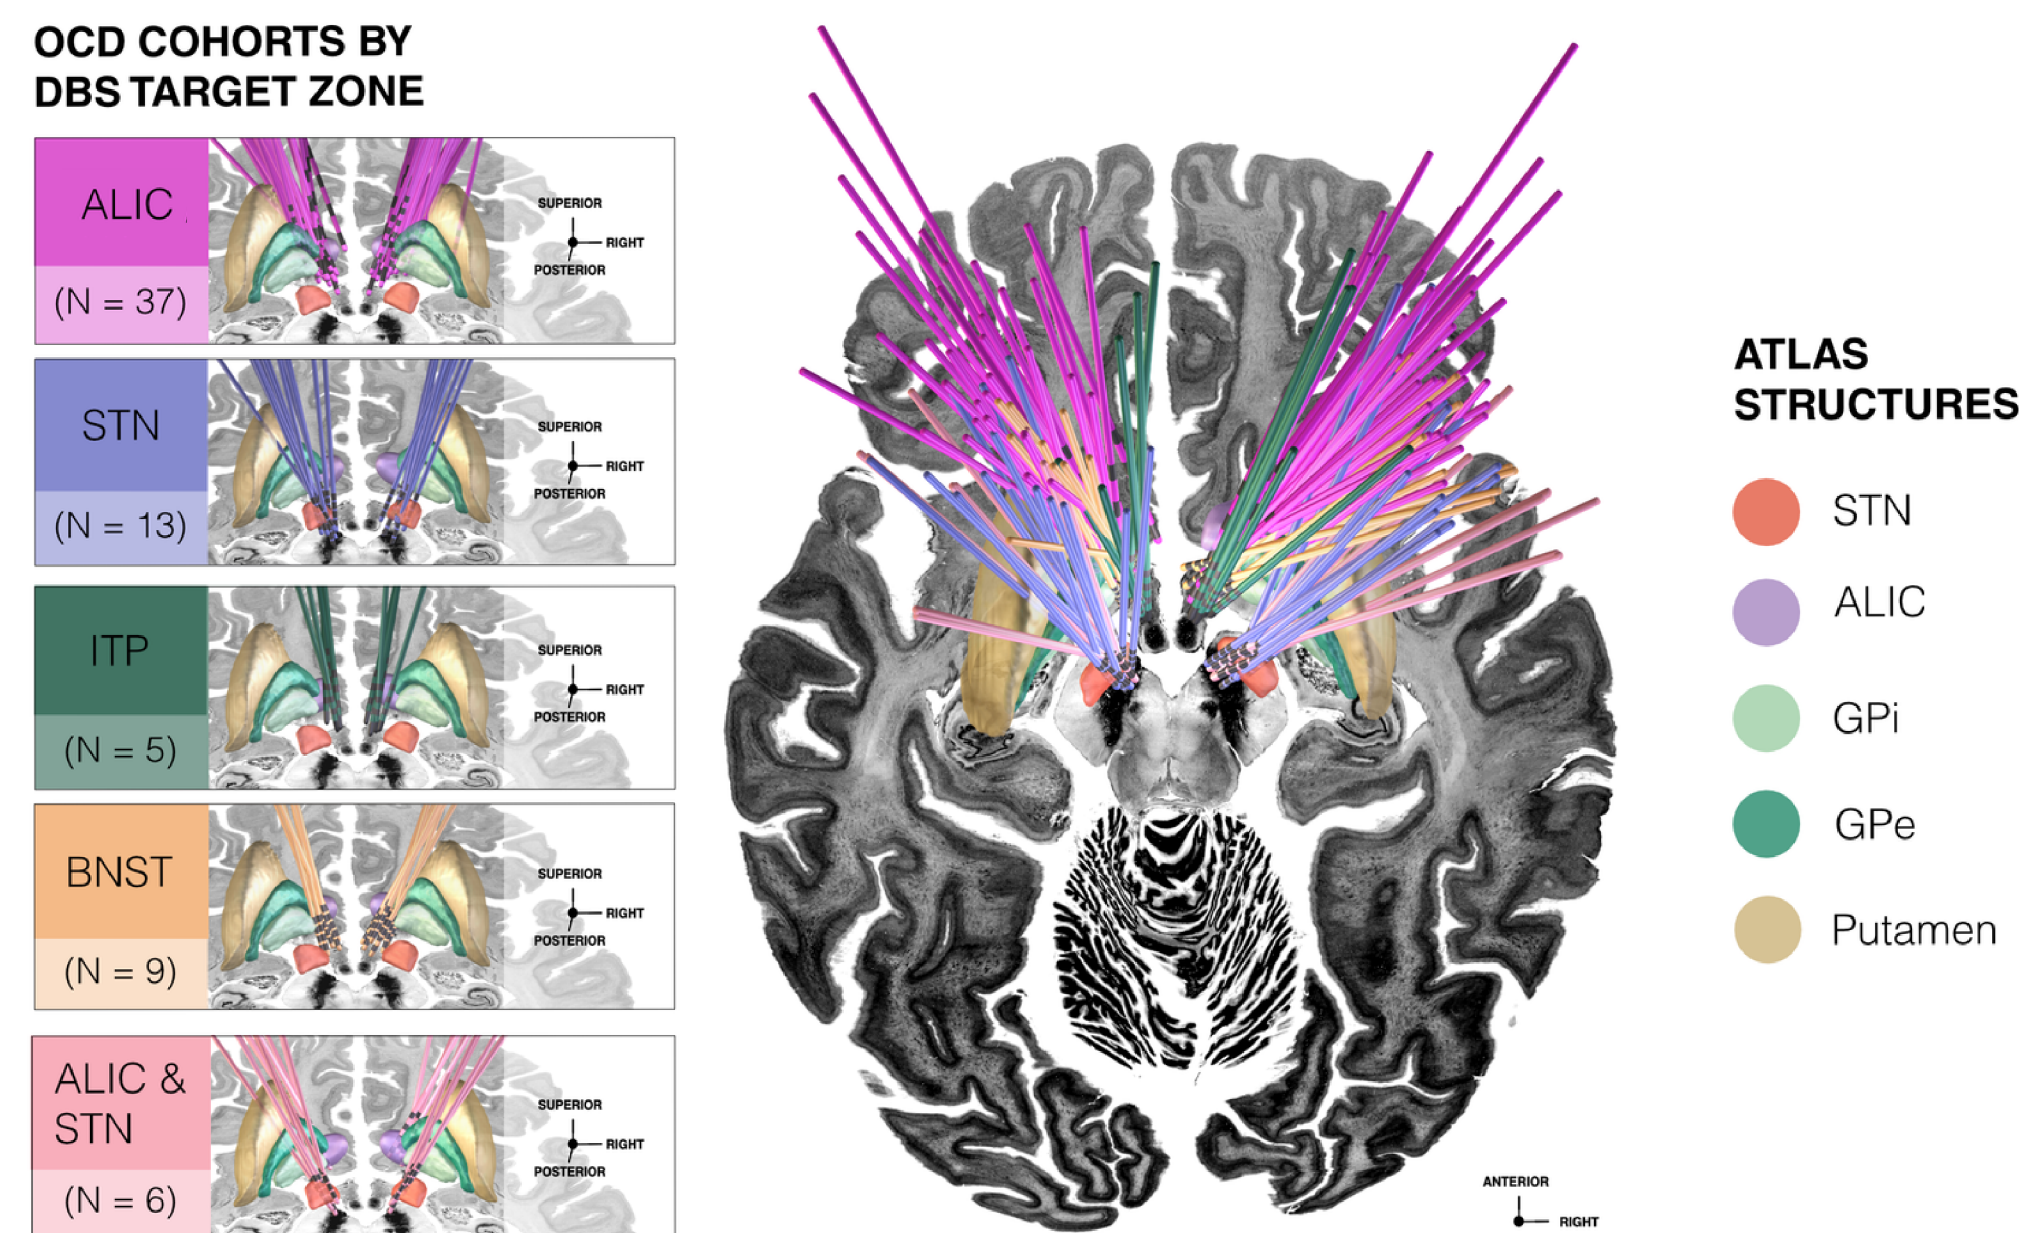 OCD COHORTS BY
DBS TARGET ZONE
ALIC
(N = 37)
SUPERIOR
RIGHT
POSTERIOR
STN
(N = 13)
SUPERIOR
RIGHT
POSTERIOR
ITP
(N = 5)
SUPERIOR
RIGHT
POSTERIOR
BNST
(N = 9)
SUPERIOR
RIGHT
POSTERIOR
ALIC &
STN
(N = 6)
SUPERIOR
RIGHT
POSTERIOR
ANTERIOR
RIGHT
ATLAS
STRUCTURES
STN
ALIC
GPi
GPe
Putamen